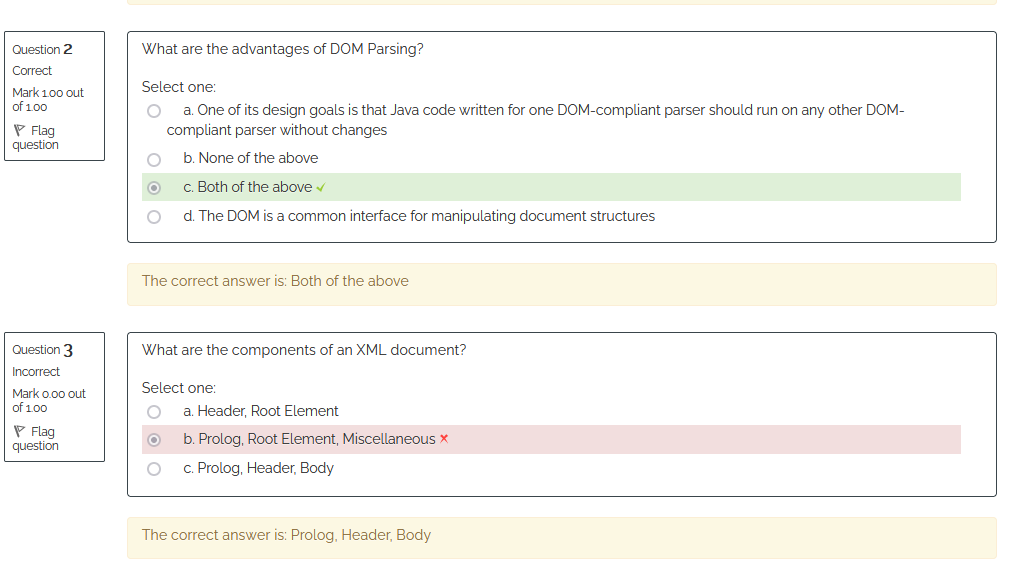 Question 2
Correct
Mark 1.00 out
of 1.00
Flag
question
What are the advantages of DOM Parsing?
Select one:
a. One of its design goals is that Java code written for one DOM-compliant parser should run on any other DOM-
compliant parser without changes
b. None of the above
c. Both of the above
d. The DOM is a common interface for manipulating document structures
The correct answer is: Both of the above
Question 3
Incorrect
Mark 0.00 out
of 1.00
Flag
question
What are the components of an XML document?
Select one:
a. Header, Root Element
b. Prolog, Root Element, Miscellaneous
c. Prolog, Header, Body
The correct answer is: Prolog, Header, Body